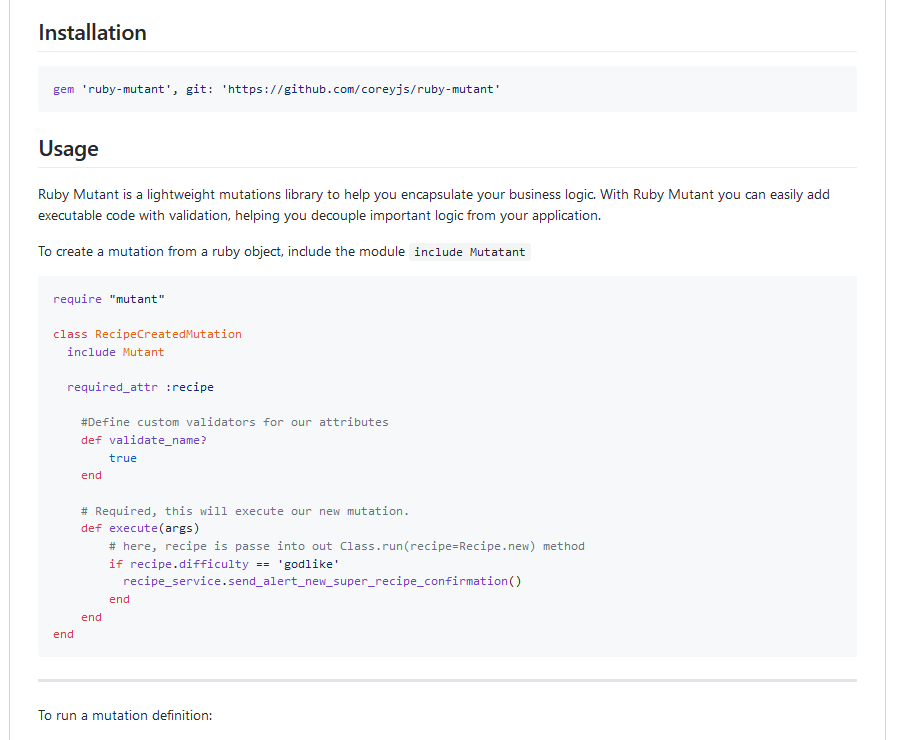 Installation
gem 'ruby-mutant', git: 'https://github.com/coreyjs/ruby-mutant'
Usage
Ruby Mutant is a lightweight mutations library to help you encapsulate your business logic. With Ruby Mutant you can easily add
executable code with validation, helping you decouple important logic from your application.
To create a mutation from a ruby object, include the module include Mutatant
require "mutant"
class RecipeCreatedMutation
  include Mutant
  required_attr :recipe
    #Define custom validators for our attributes
    def validate_name?
        true
    end
    # Required, this will execute our new mutation.
    def execute(args)
        # here, recipe is passe into out Class.run(recipe=Recipe.new) method
        if recipe.difficulty == 'godlike'
          recipe_service.send_alert_new_super_recipe_confirmation()
        end
    end
end
To run a mutation definition: